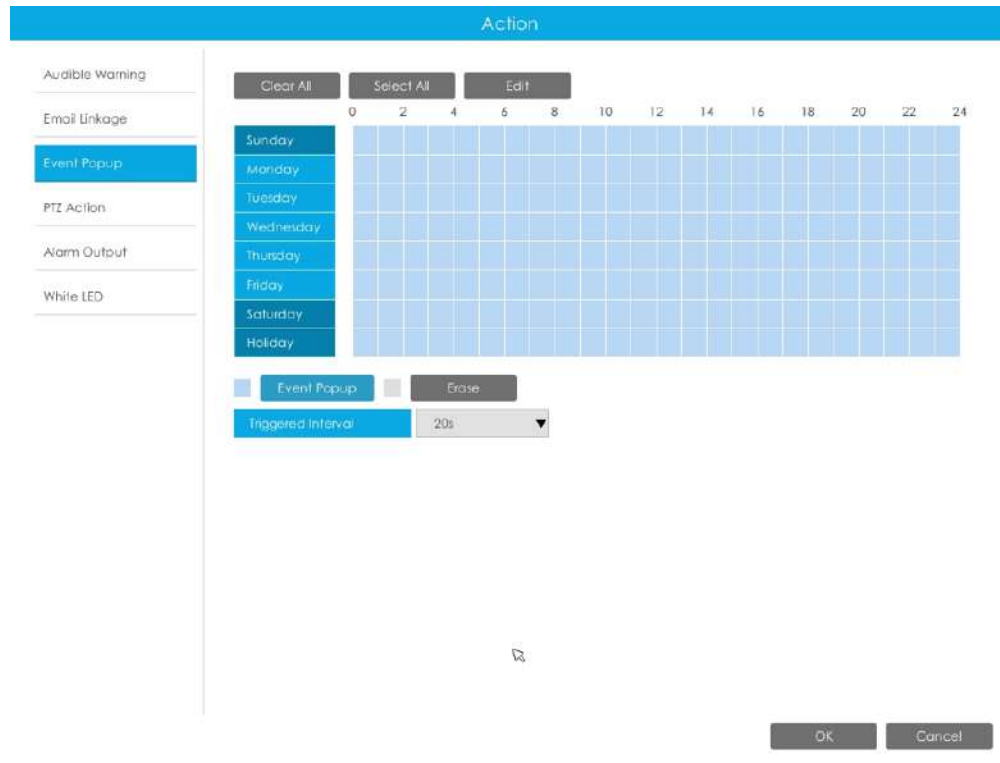 Action
Audible Warning
Email Linkage
Event Popup
PTZ Action
Alarm Output
White LED
Clear All Select All Edit
0 2 4 6 8 10 12 14 16 18 20 22 24
Sunday
Monday
Tuesday
Wednesday
Thursday
Friday
Saturday
Holiday
Event Popup Erase
Triggered Interval 20s
OK Cancel